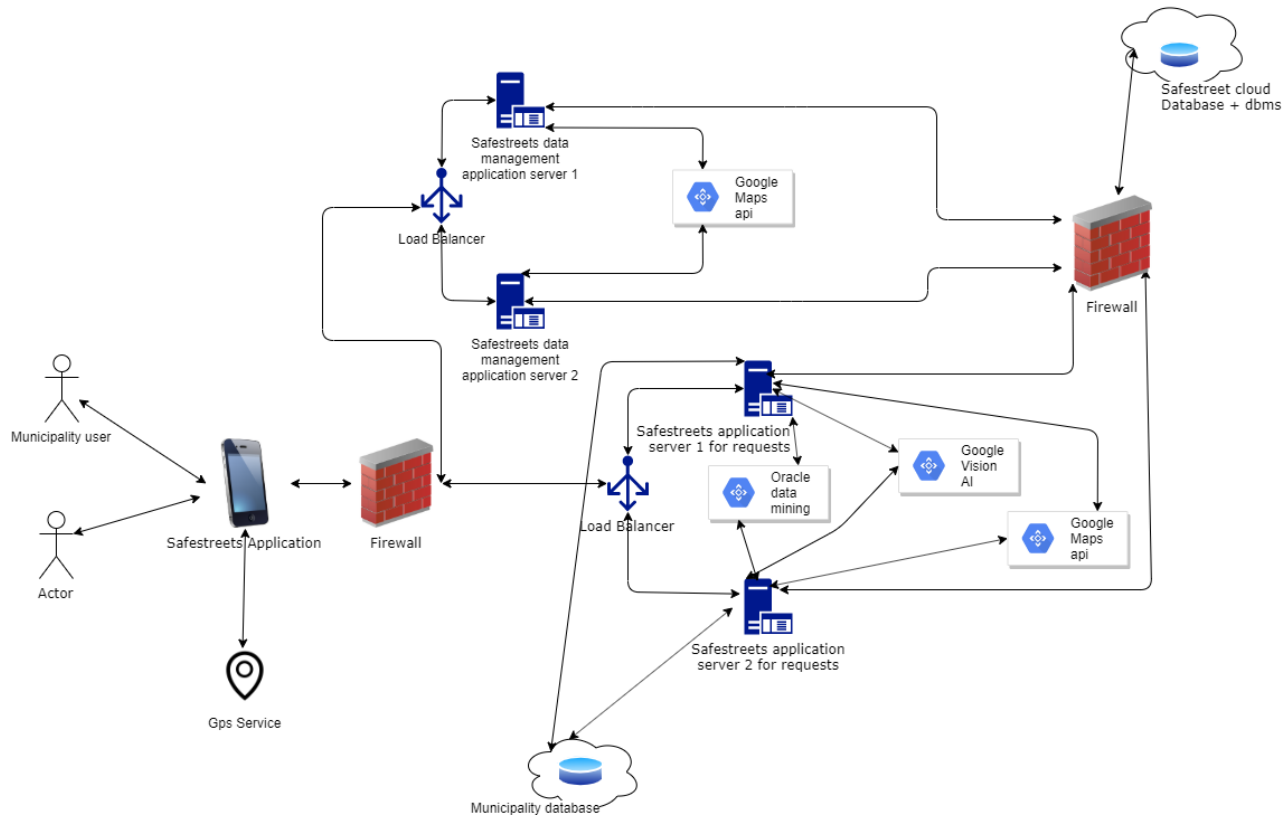 Safestreet cloud
Database + dbms
Safestreets data
management
application server 1
Google
Maps
api
Load Balancer
Firewall
Safestreets data
management
application server 2
Municipality user
Safestreets application
server 1 for requests
Google
Vision
AI
Oracle
data
mining
Google
Maps
api
Load Balancer
Safestreets Application
Firewall
Actor
Safestreets application
server 2 for requests
Gps Service
Municipality database